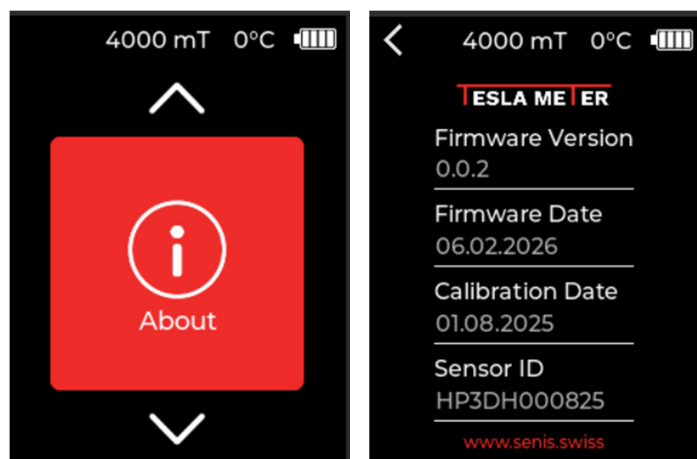 4000 mT 0°C
About
4000 mT 0°C
TESLA METER
Firmware Version
0.0.2
Firmware Date
06.02.2026
Calibration Date
01.08.2025
Sensor ID
HP3DH000825
www.senis.swiss